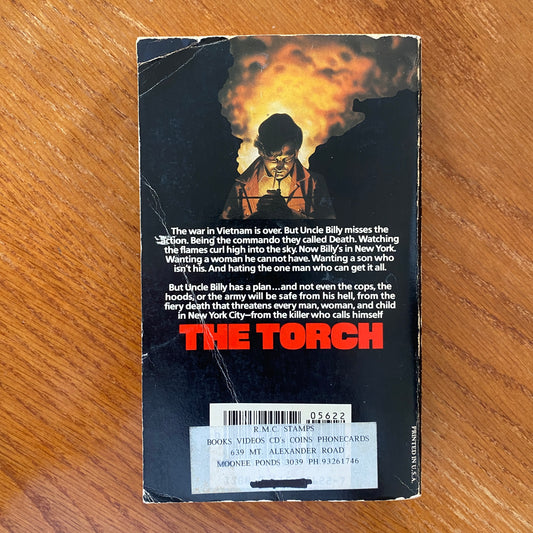 The war in Vietnam is over. But Uncle Billy misses the
action. Being the commando they called Death. Watching
the flames curl high into the sky. Now Billy's in New York.
Wanting a woman he cannot have. Wanting a son who
isn't his. And hating the one man who can get it all.
But Uncle Billy has a plan...and not even the cops, the
hoods, or the army will be safe from his hell, from the
fiery death that threatens every man, woman, and child
in New York City—from the killer who calls himself
THE TORCH
05622
R.M.C. STAMPS
BOOKS VIDEOS CD's COINS PHONECARDS
639 MT. ALEXANDER ROAD
MOONEE PONDS 3039 PH 93261746
PRINTED IN U.S.A.